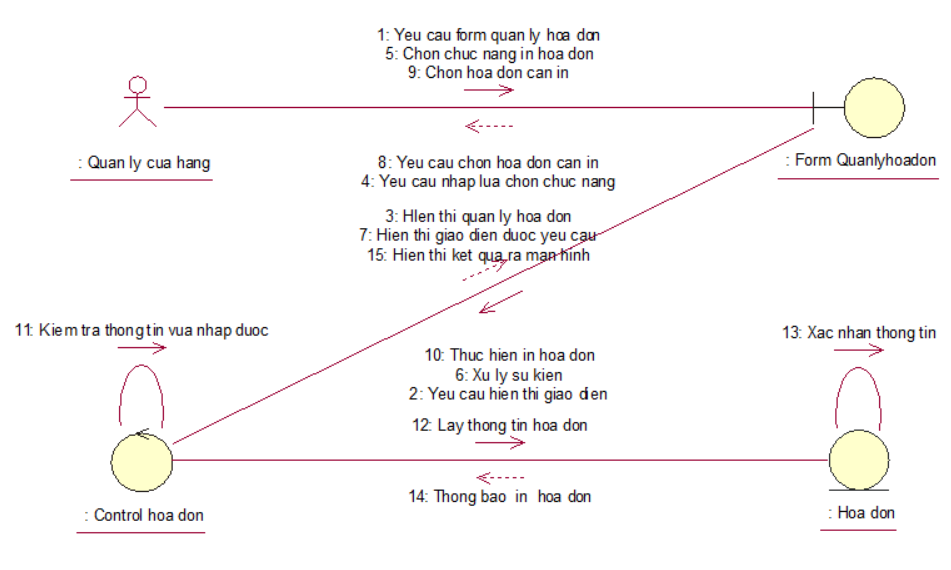 1: Yeu cau form quan ly hoa don
5: Chon chuc nang in hoa don
9: Chon hoa don can in
: Quan ly cua hang
: Form Quanlyhoadon
8: Yeu cau chon hoa don can in
4: Yeu cau nhap lua chon chuc nang
3: HIen thi quan ly hoa don
7: Hien thi giao dien duoc yeu cau
15: Hien thi ket qua ra man hinh
11: Kiem tra thong tin vua nhap duoc
13: Xac nhan thong tin
10: Thuc hien in hoa don
6: Xu ly su kien
2: Yeu cau hien thi giao dien
12: Lay thong tin hoa don
14: Thong bao in hoa don
: Control hoa don
: Hoa don